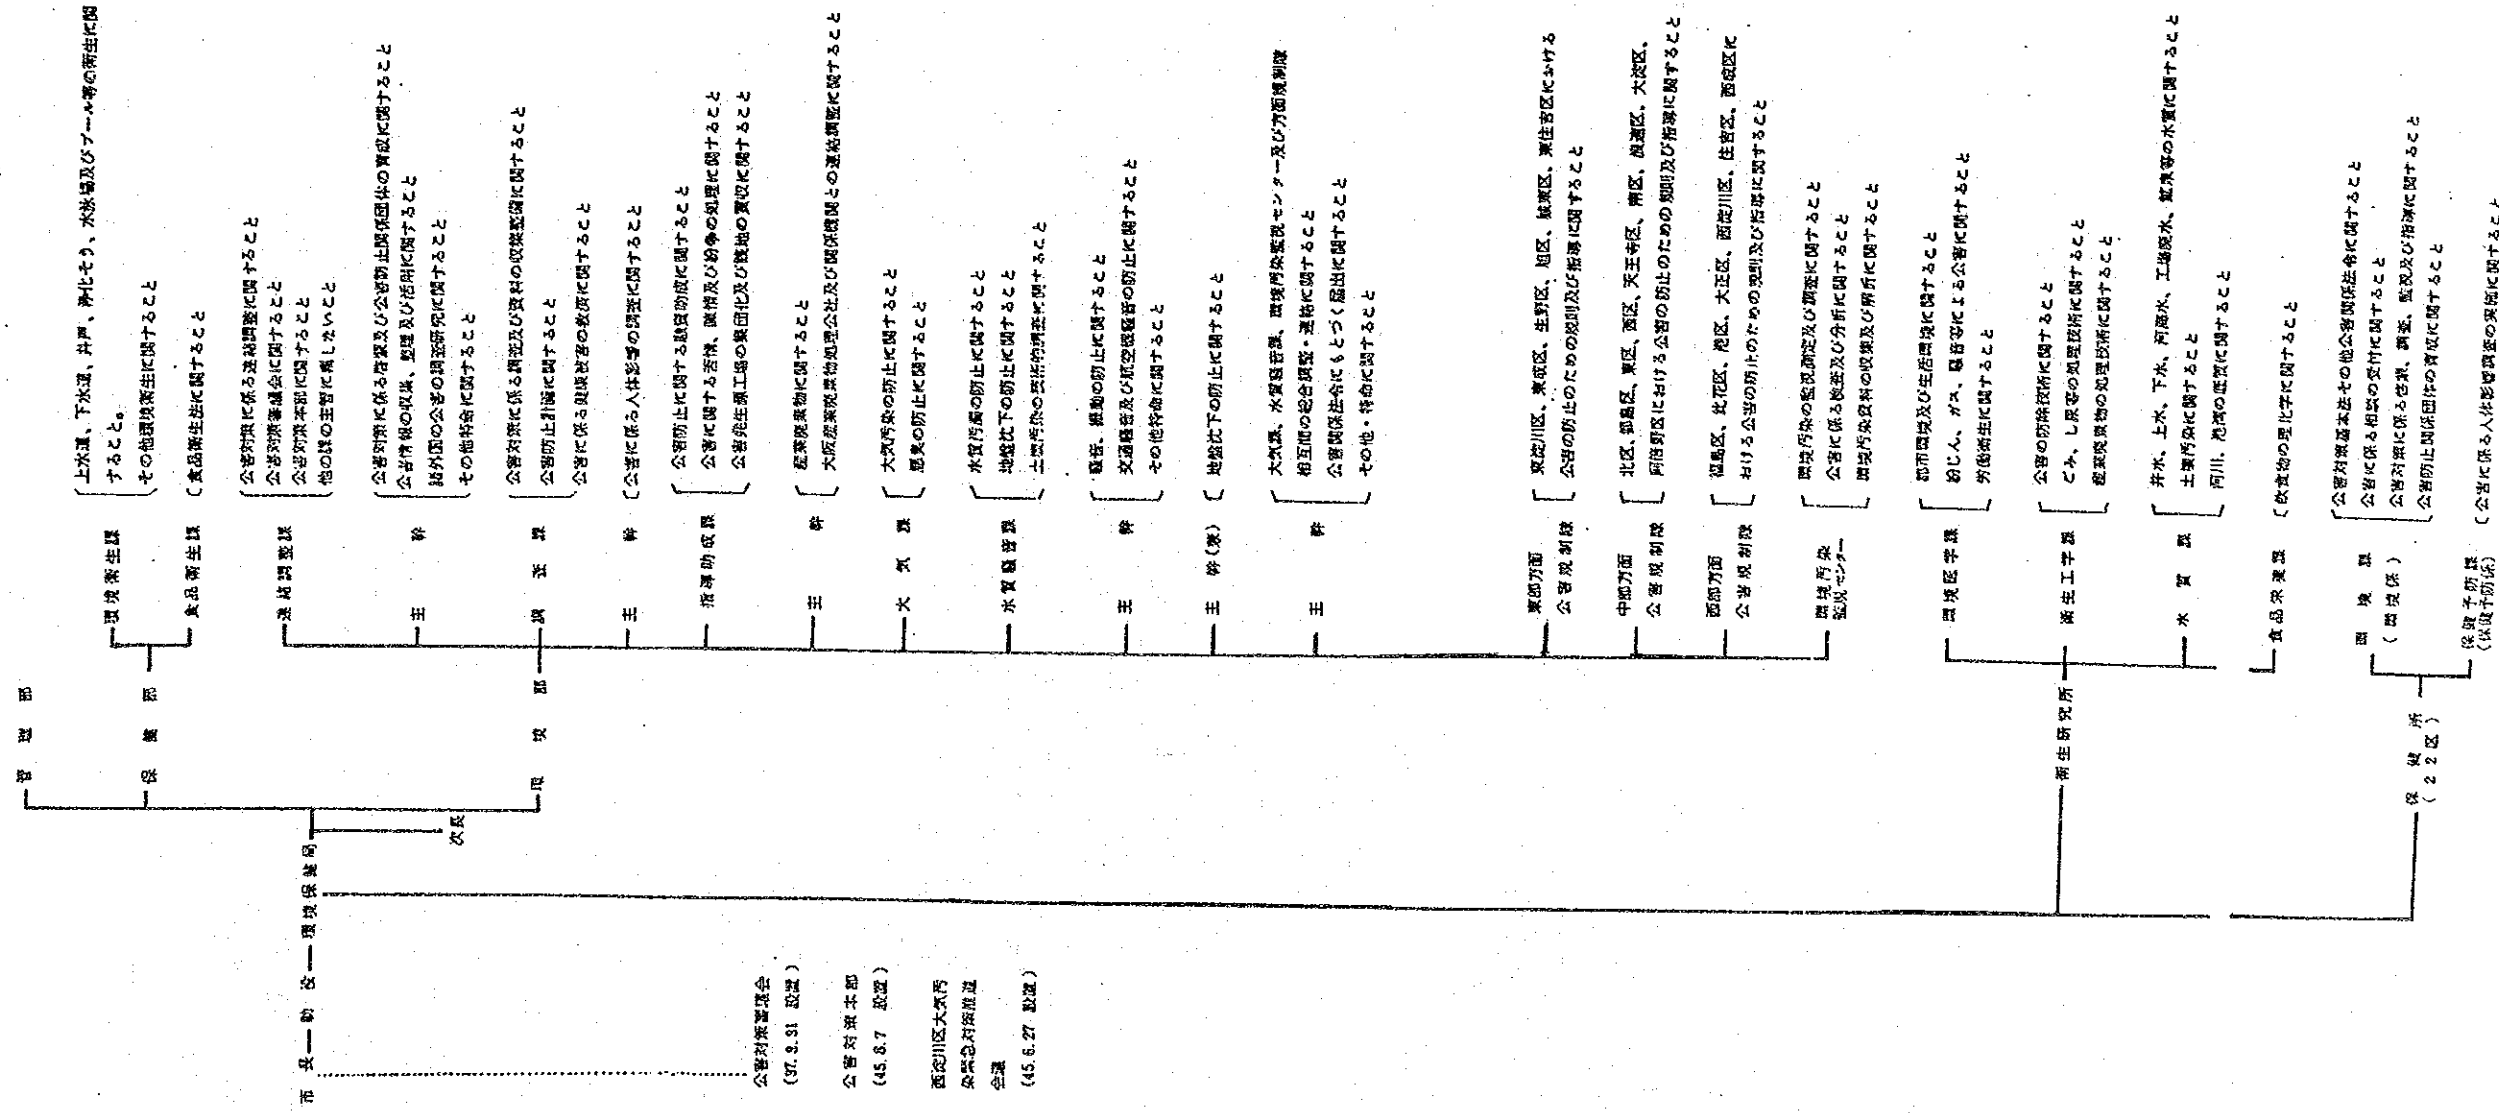 市長
助役
環境保健局
次長
公害対策審議会
(37.9.31 設置)
公害対策本部
(45.8.7 設置)
西淀川区大気汚
染緊急対策推進
会議
(45.6.27 設置)
管理部
保健部
環境衛生課
上水道、下水道、井戸、浄化そう、水泳場及びプール等の衛生に関
すること。
その他環境衛生に関すること
食品衛生課
食品衛生法に関すること
環境部
連絡調整課
公害対策に係る連絡調整に関すること
公害対策審議会に関すること
公害対策本部に関すること
他の課の主管に属しないこと
主幹
公害対策に係る啓蒙及び公害防止関係団体の育成に関すること
公害情報の収集、整理及び活用に関すること
諸外国の公害の調査研究に関すること
その他特命に関すること
調査課
公害対策に係る調査及び資料の収集整備に関すること
公害防止計画に関すること
公害に係る健康被害の救済に関すること
主幹
公害に係る人体影響の調査に関すること
指導助成課
公害防止に関する融資助成に関すること
公害に関する苦情、陳情及び紛争の処理に関すること
公害発生源工場の集団化及び跡地の買収に関すること
主幹
産業廃棄物に関すること
大阪産業廃棄物処理公社及び関係機関との連絡調整に関すること
大気課
大気汚染の防止に関すること
悪臭の防止に関すること
水質騒音課
水質汚濁の防止に関すること
地盤沈下の防止に関すること
土壌汚染の技術的調査に関すること
主幹
騒音、振動の防止に関すること
交通騒音及び航空機騒音の防止に関すること
その他特命に関すること
主幹(兼)
地盤沈下の防止に関すること
主幹
大気課、水質騒音課、環境汚染監視センター及び方面規制隊
相互間の総合調整・連絡に関すること
公害関係法令にもとづく届出に関すること
その他・特命に関すること
東部方面
公害規制隊
東淀川区、東成区、生野区、旭区、城東区、東住吉区における
公害の防止のための規則及び指導に関すること
中部方面
公害規制隊
北区、都島区、東区、西区、天王寺区、南区、浪速区、大淀区、
阿倍野区における公害の防止のための規則及び指導に関すること
西部方面
公害規制隊
福島区、此花区、港区、大正区、西淀川区、住吉区、西成区に
おける公害の防止のための規則及び指導に関すること
環境汚染
監視センター
環境汚染の監視測定及び調査に関すること
公害に係る検査及び分析に関すること
環境汚染資料の収集及び解析に関すること
衛生研究所
環境医学課
都市環境及び生活環境に関すること
粉じん、ガス、騒音等による公害に関すること
労働衛生に関すること
衛生工学課
公害の防除技術に関すること
ごみ、し尿等の処理技術に関すること
産業廃棄物の処理技術に関すること
水質課
井水、上水、下水、河海水、工場廃水、鉱泉等の水質に関すること
土壌汚染に関すること
河川、港湾の底質に関すること
食品栄養課
飲食物の理化学に関すること
保健所
(22区)
環境課
(環境係)
公害対策基本法その他公害関係法令に関すること
公害に係る相談の受付に関すること
公害対策に係る啓蒙、調査、監視及び指導に関すること
公害防止関係団体の育成に関すること
保健予防課
(保健予防係)
公害に係る人体影響調査の実施に関すること